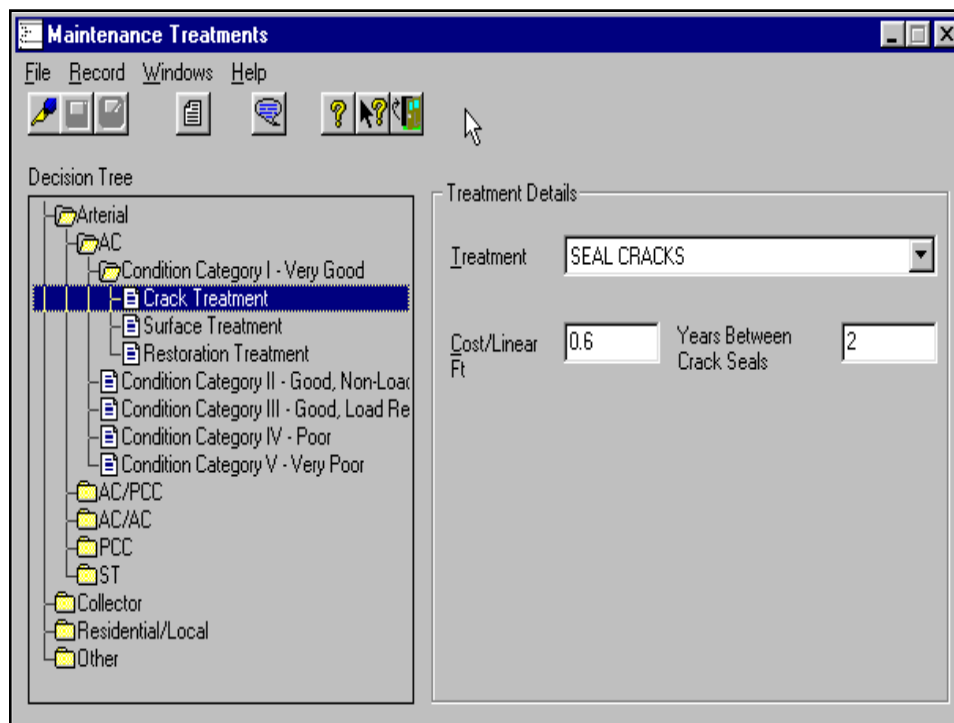 Maintenance Treatments
File Record Windows Help
Decision Tree
Arterial
AC
Condition Category I - Very Good
Crack Treatment
Surface Treatment
Restoration Treatment
Condition Category II - Good, Non-Load
Condition Category III - Good, Load Re
Condition Category IV - Poor
Condition Category V - Very Poor
AC/PCC
AC/AC
PCC
ST
Collector
Residential/Local
Other
Treatment Details
Treatment SEAL CRACKS
Cost/Linear Ft 0.6 Years Between Crack Seals 2